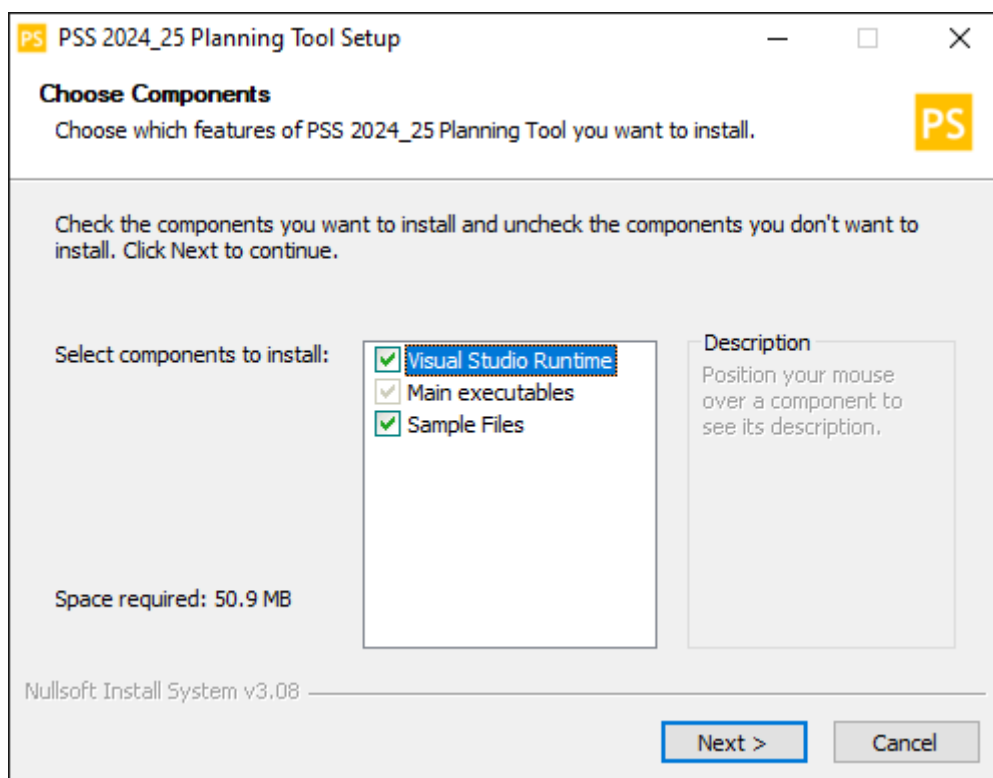 PS PSS 2024_25 Planning Tool Setup
Choose Components
Choose which features of PSS 2024_25 Planning Tool you want to install.
PS
Check the components you want to install and uncheck the components you don't want to
install. Click Next to continue.
Select components to install:
Visual Studio Runtime
Main executables
Sample Files
Description
Position your mouse
over a component to
see its description.
Space required: 50.9 MB
Nullsoft Install System v3.08
Next >
Cancel